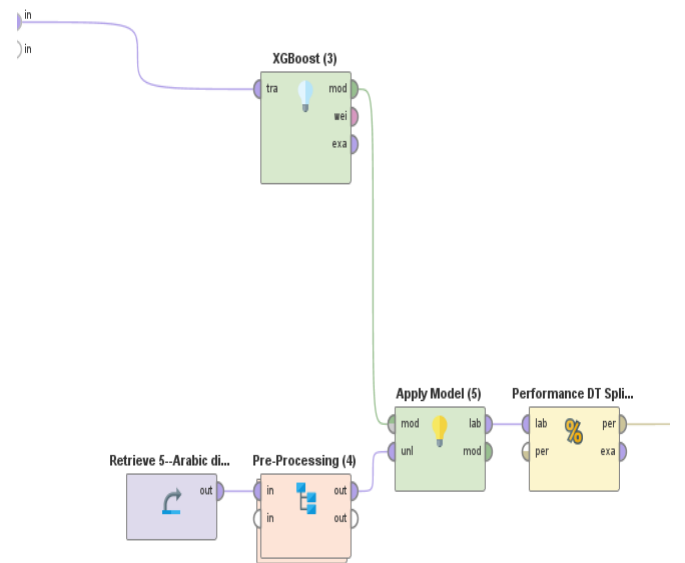 in
in
XGBoost (3)
tra mod
wei
exa
Apply Model (5) Performance DT Spli...
mod lab lab per
unl mod per exa
Retrieve 5--Arabic di... Pre-Processing (4)
out in out
in out